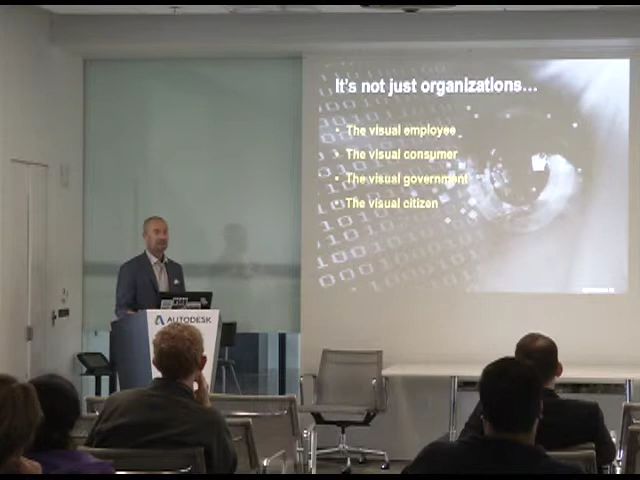 It's not just organizations...
• The visual employee
• The visual consumer
• The visual government
• The visual citizen
AUTODESK